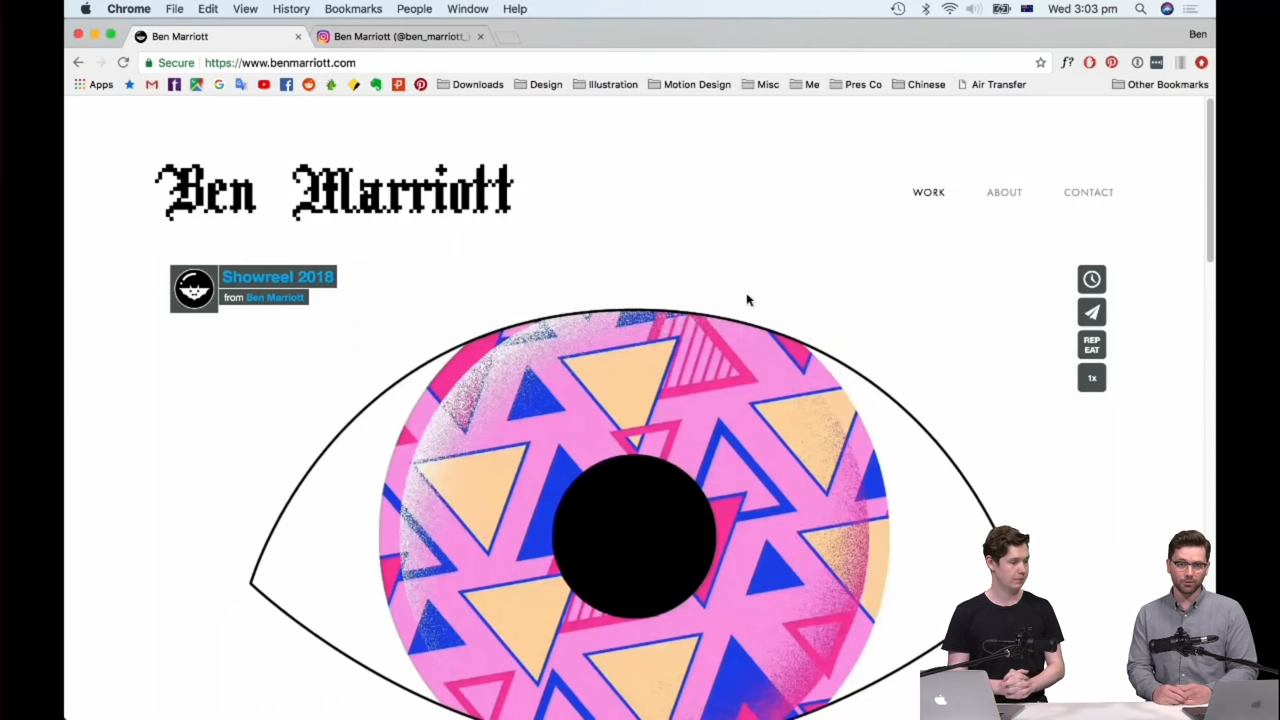 Chrome File Edit View History Bookmarks People Window Help Wed 3:03 pm
Ben Marriott Ben Marriott (@ben_marriott_) Ben
Secure https://www.benmarriott.com
Apps Downloads Design Illustration Motion Design Misc Me Pres Co Chinese Air Transfer Other Bookmarks
Ben Marriott
WORK ABOUT CONTACT
Showreel 2018
from Ben Marriott
REP
EAT
1x